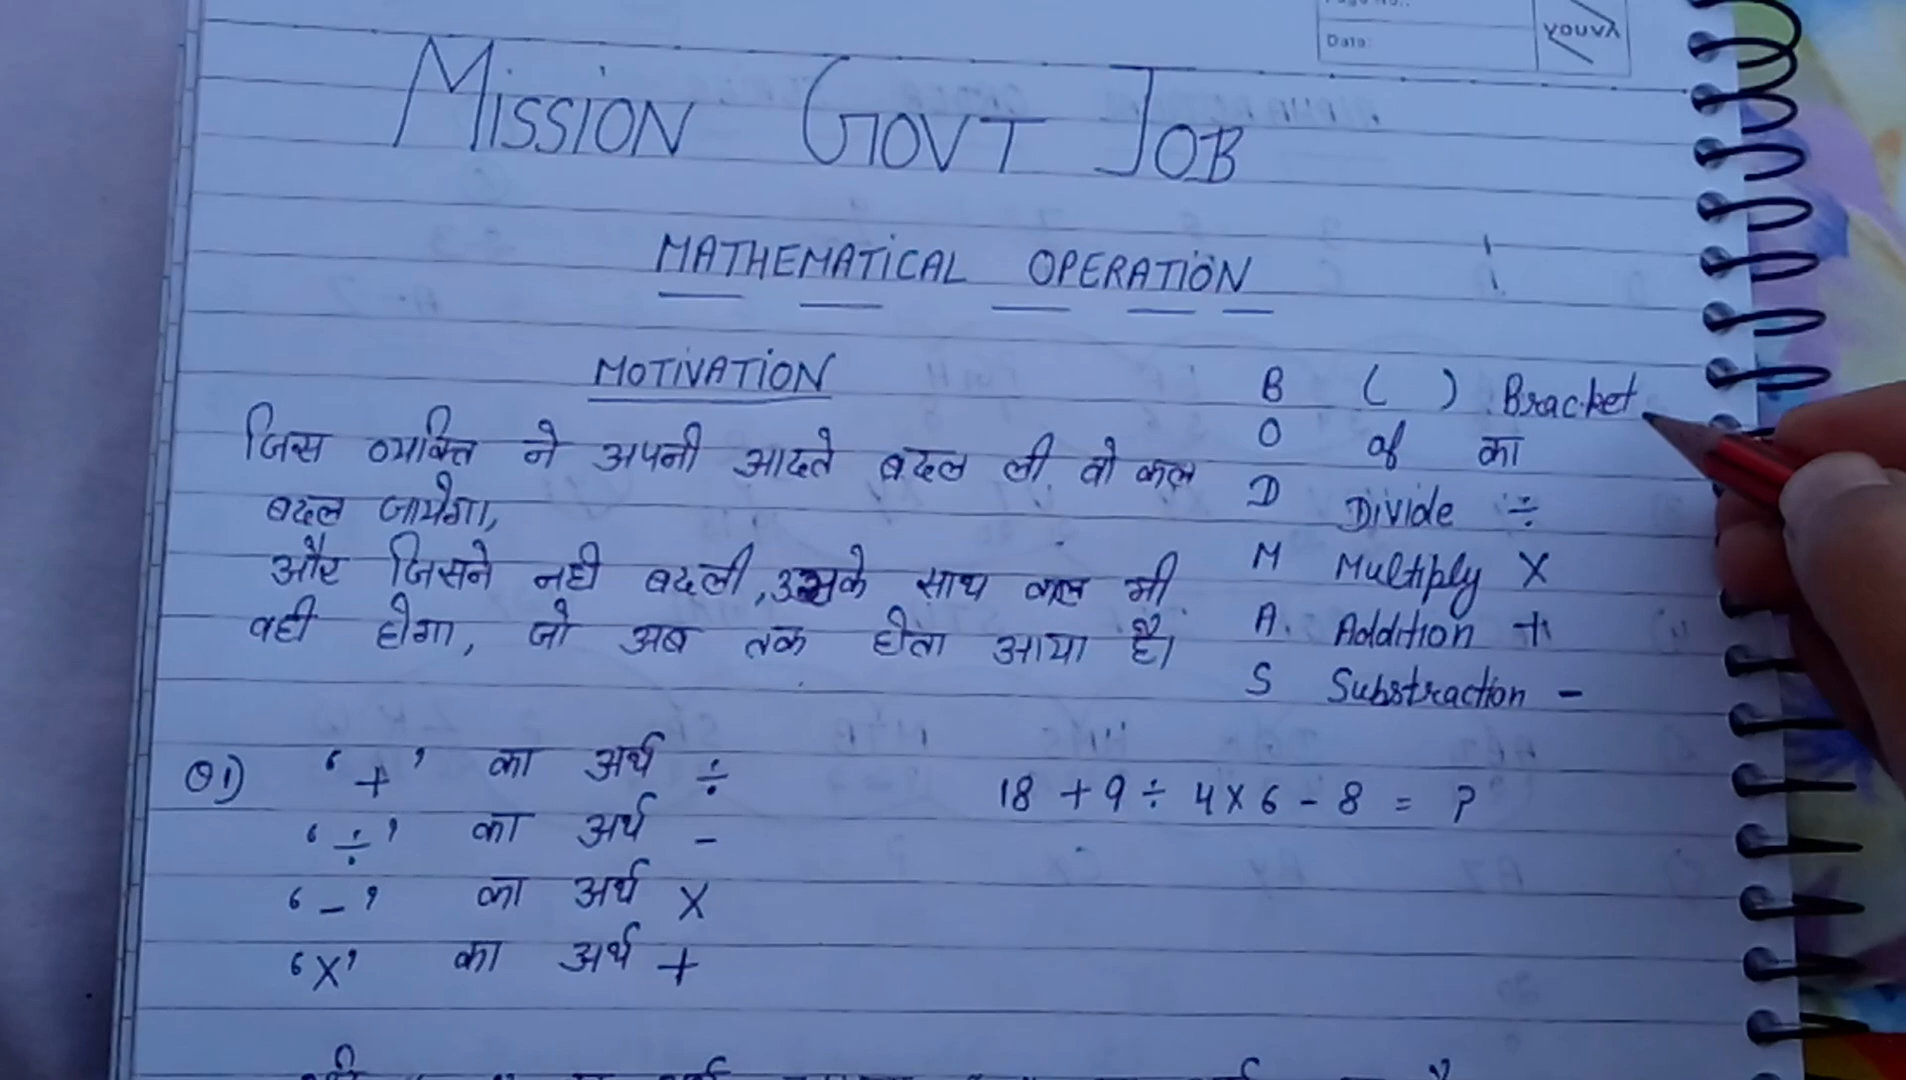 Date:
YOUVA
MISSION GOVT JOB
MATHEMATICAL OPERATION
MOTIVATION
जिस व्यक्ति ने अपनी आदते बदल ली वो कल
बदल जायेगा,
और जिसने नही बदली, उसके साथ कल भी
वही होगा, जो अब तक होता आया है।
B ( ) Bracket
O of का
D Divide ÷
M Multiply X
A. Addition +
S Substraction -
Q1) '+' का अर्थ ÷
'÷' का अर्थ -
'-' का अर्थ X
'X' का अर्थ +
18 + 9 ÷ 4 X 6 - 8 = ?